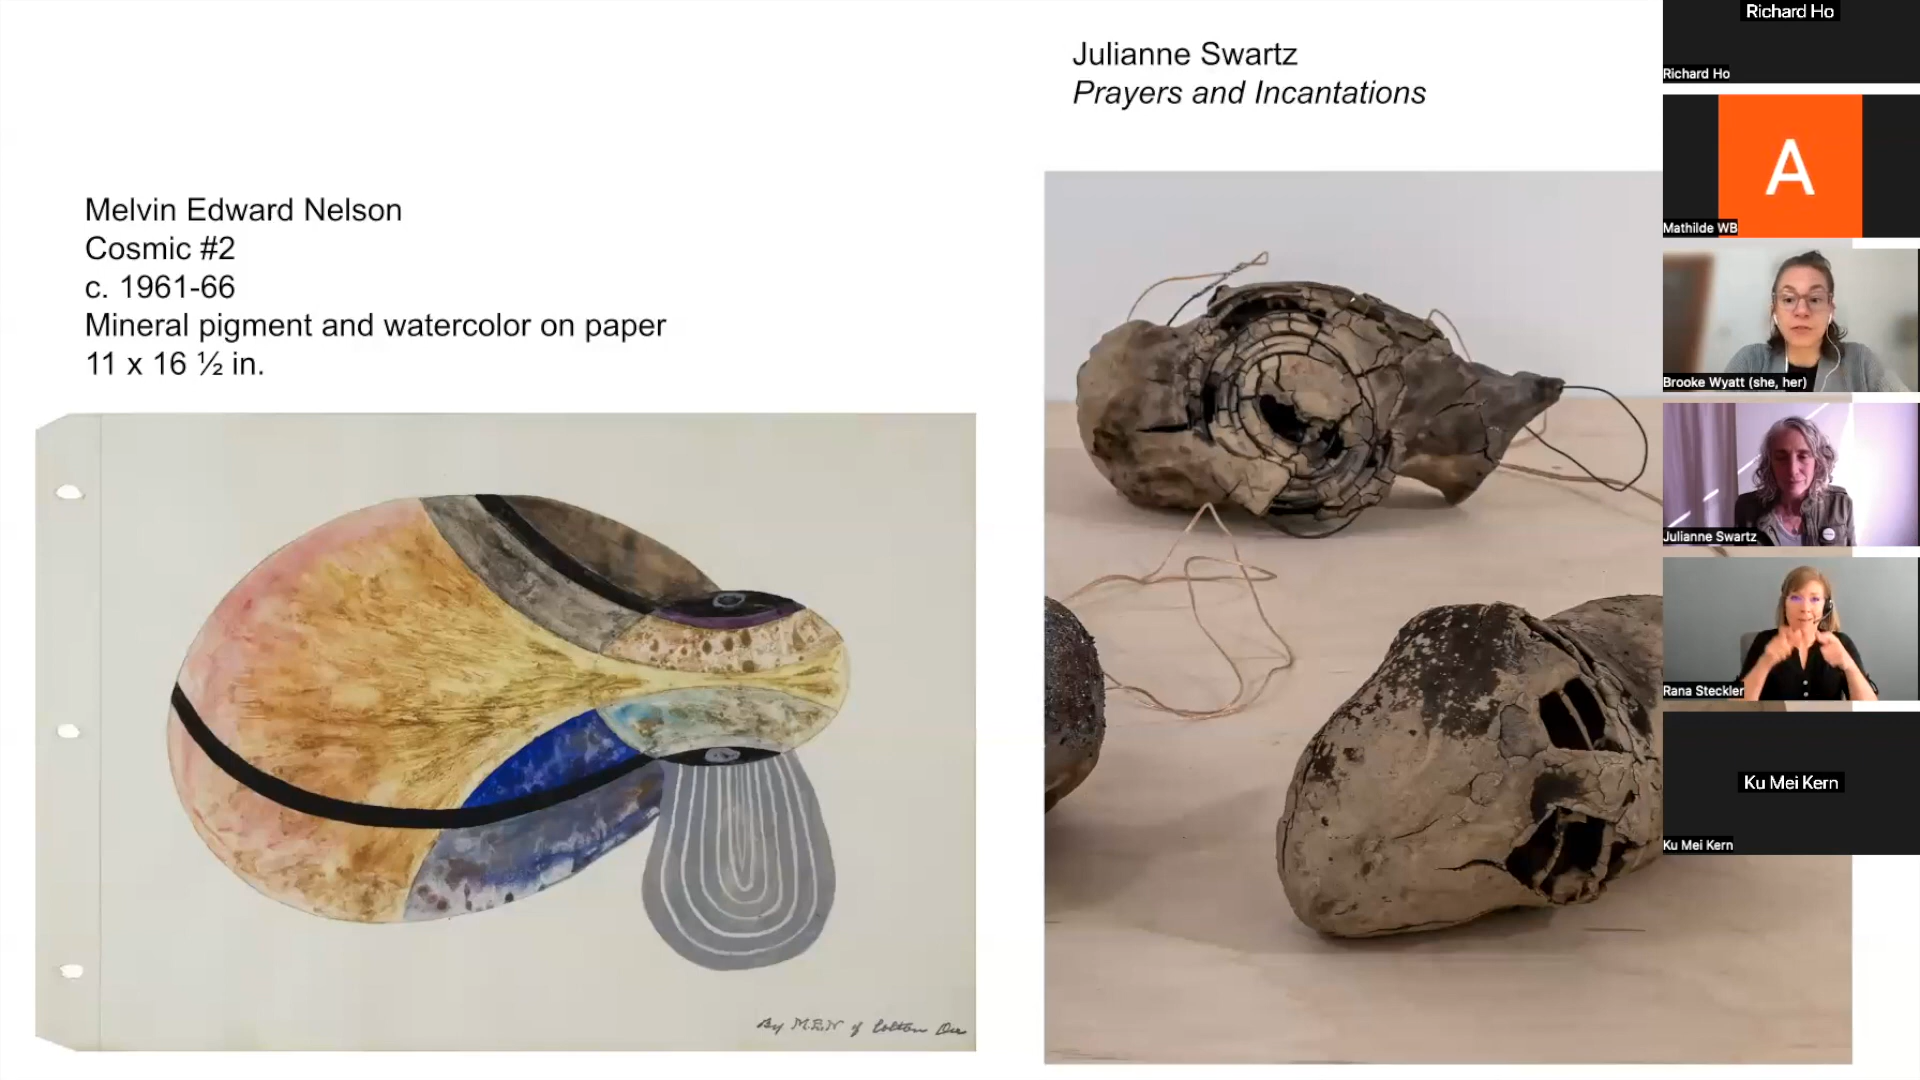 Melvin Edward Nelson
Cosmic #2
c. 1961-66
Mineral pigment and watercolor on paper
11 x 16 ½ in.
By M.E.N of Colton Ore
Julianne Swartz
Prayers and Incantations
Richard Ho
Richard Ho
A
Mathilde WB
Brooke Wyatt (she, her)
Julianne Swartz
Rana Steckler
Ku Mei Kern
Ku Mei Kern